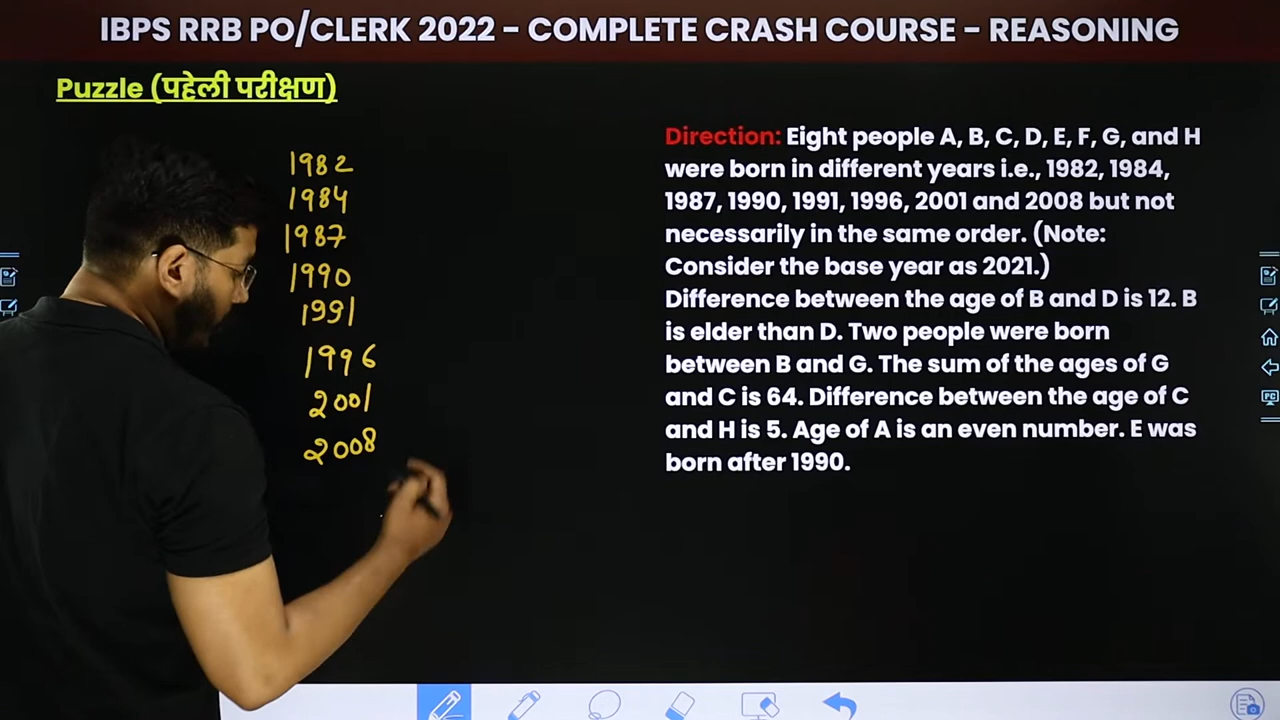 IBPS RRB PO/CLERK 2022 - COMPLETE CRASH COURSE - REASONING
Puzzle (पहेली परीक्षण)
1982
1984
1987
1990
1991
1996
2001
2008
Direction: Eight people A, B, C, D, E, F, G, and H
were born in different years i.e., 1982, 1984,
1987, 1990, 1991, 1996, 2001 and 2008 but not
necessarily in the same order. (Note:
Consider the base year as 2021.)
Difference between the age of B and D is 12. B
is elder than D. Two people were born
between B and G. The sum of the ages of G
and C is 64. Difference between the age of C
and H is 5. Age of A is an even number. E was
born after 1990.
PC